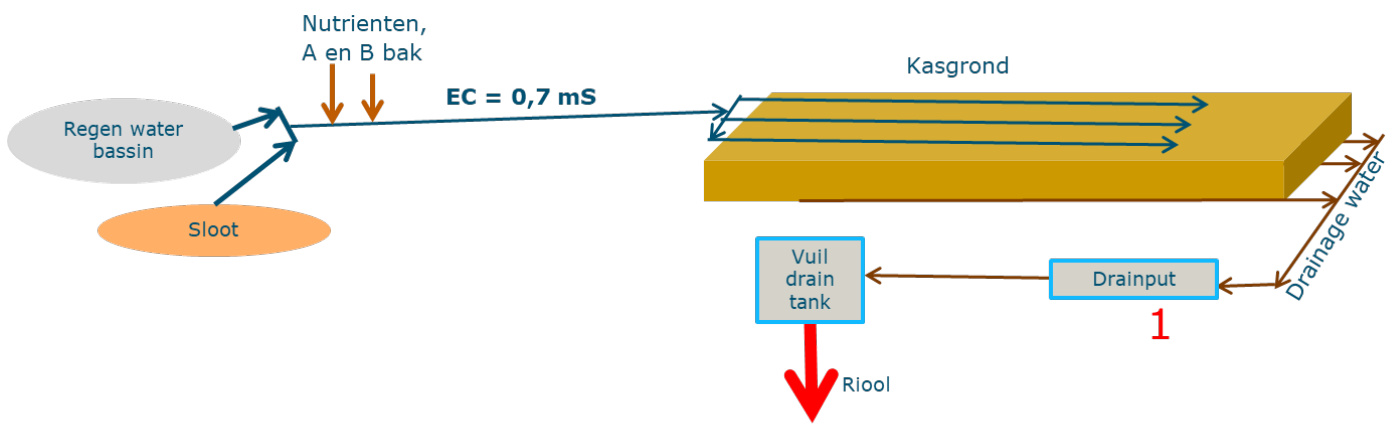 Nutrienten,
A en B bak
EC = 0,7 mS
Kasgrond
Regen water
bassin
Sloot
Drainage water
Vuil
drain
tank
Drainput
1
Riool